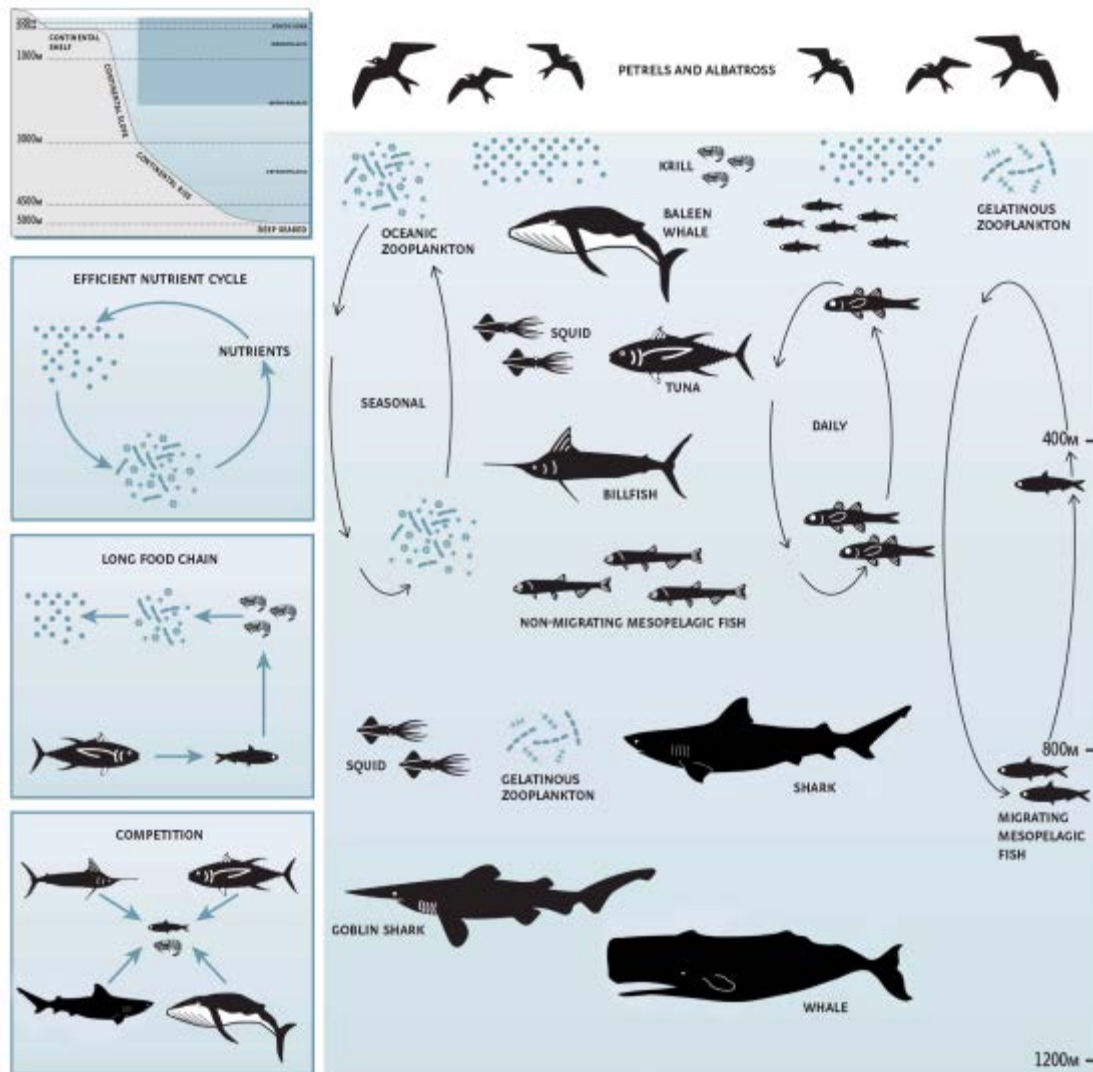 CONTINENTAL
SHELF
1000M
CONTINENTAL SLOPE
3000M
CONTINENTAL RISE
4500M
5000M
DEEP SEABED
EFFICIENT NUTRIENT CYCLE
NUTRIENTS
LONG FOOD CHAIN
COMPETITION
PETRELS AND ALBATROSS
KRILL
OCEANIC
ZOOPLANKTON
BALEEN
WHALE
GELATINOUS
ZOOPLANKTON
SQUID
TUNA
SEASONAL
DAILY
400M
BILLFISH
NON-MIGRATING MESOPELAGIC FISH
SQUID
GELATINOUS
ZOOPLANKTON
SHARK
800M
MIGRATING
MESOPELAGIC
FISH
GOBLIN SHARK
WHALE
1200M